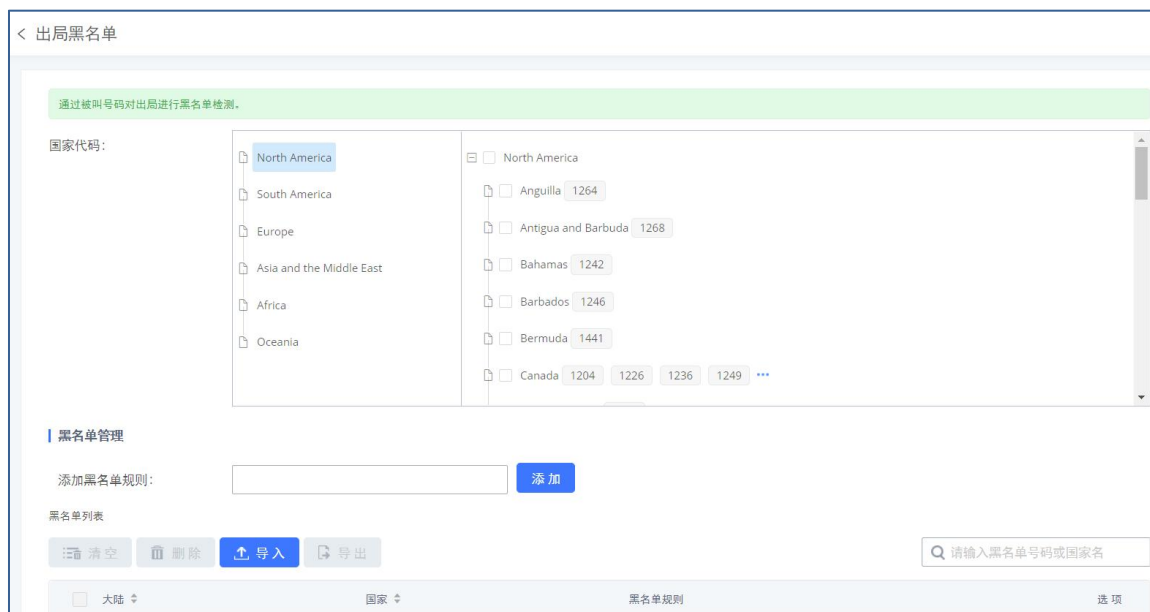 出局黑名单
通过被叫号码对出局进行黑名单检测。
国家代码：
North America
South America
Europe
Asia and the Middle East
Africa
Oceania
North America
Anguilla 1264
Antigua and Barbuda 1268
Bahamas 1242
Barbados 1246
Bermuda 1441
Canada 1204 1226 1236 1249 •••
黑名单管理
添加黑名单规则： 添加
黑名单列表
清空 删除 导入 导出 请输入黑名单号码或国家名
大陆 国家 黑名单规则 选项